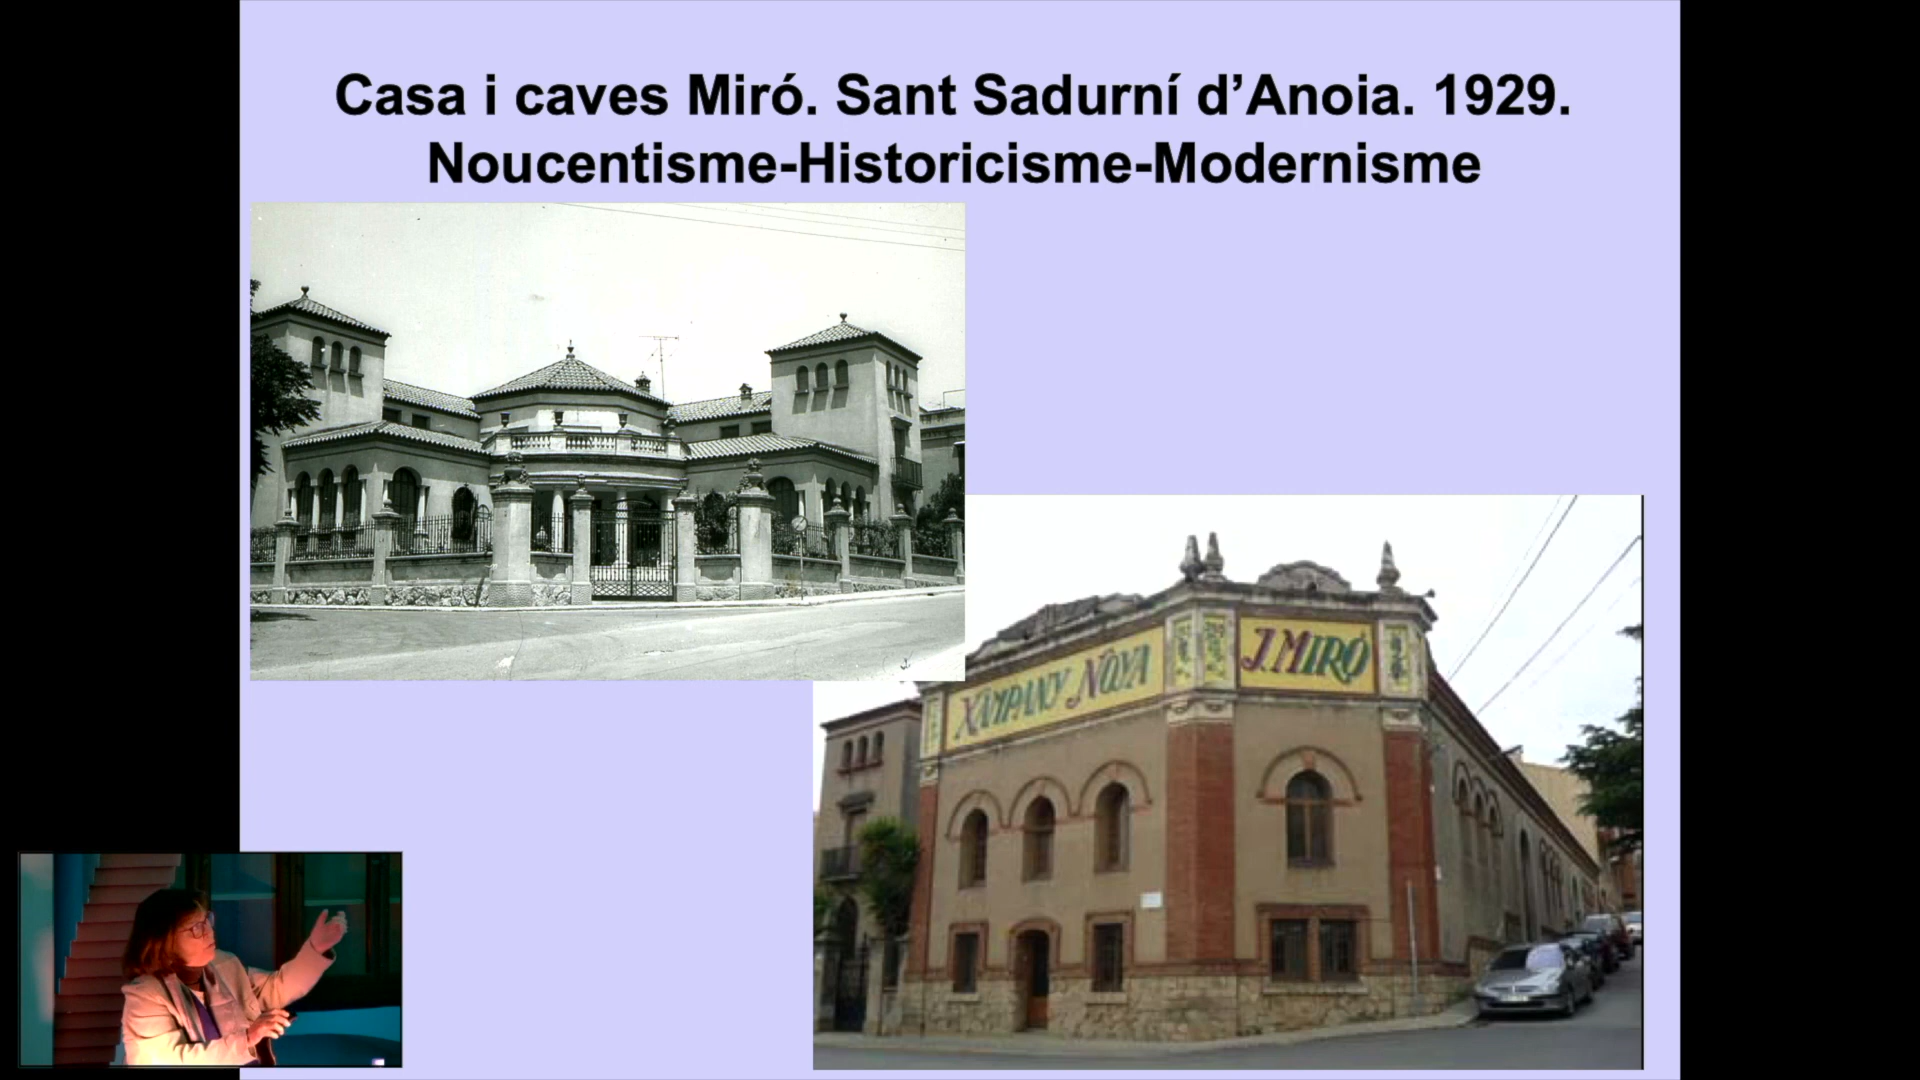 Casa i caves Miró. Sant Sadurní d’Anoia. 1929.
Noucentisme-Historicisme-Modernisme
XAMPANY NOYA
J. MIRÓ